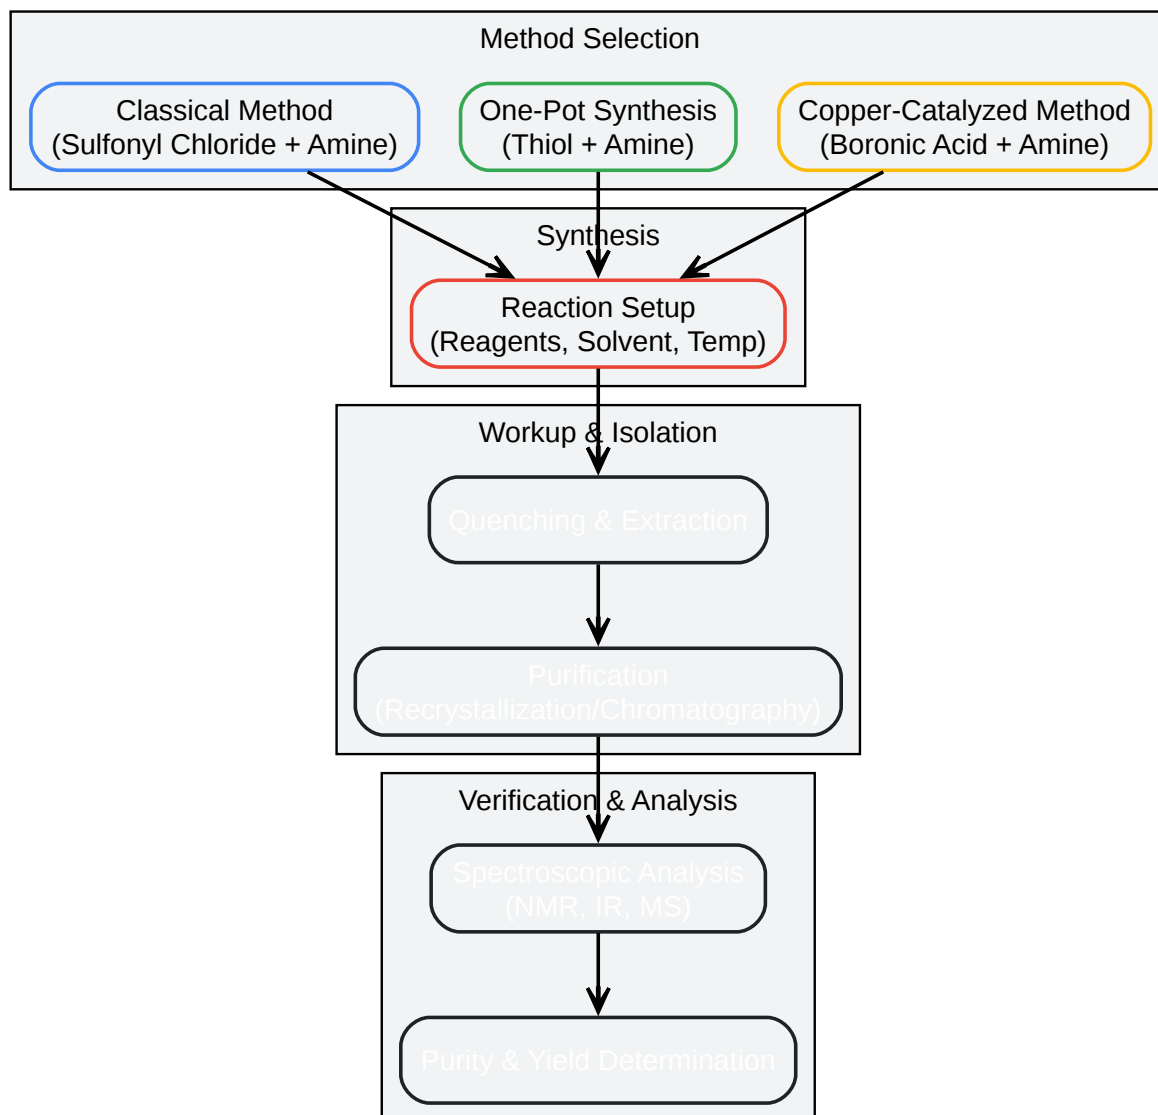 Method Selection
Classical Method
(Sulfonyl Chloride + Amine)
One-Pot Synthesis
(Thiol + Amine)
Copper-Catalyzed Method
(Boronic Acid + Amine)
Synthesis
Reaction Setup
(Reagents, Solvent, Temp)
Workup & Isolation
Quenching & Extraction
Purification
(Recrystallization/Chromatography)
Verification & Analysis
Spectroscopic Analysis
(NMR, IR, MS)
Purity & Yield Determination